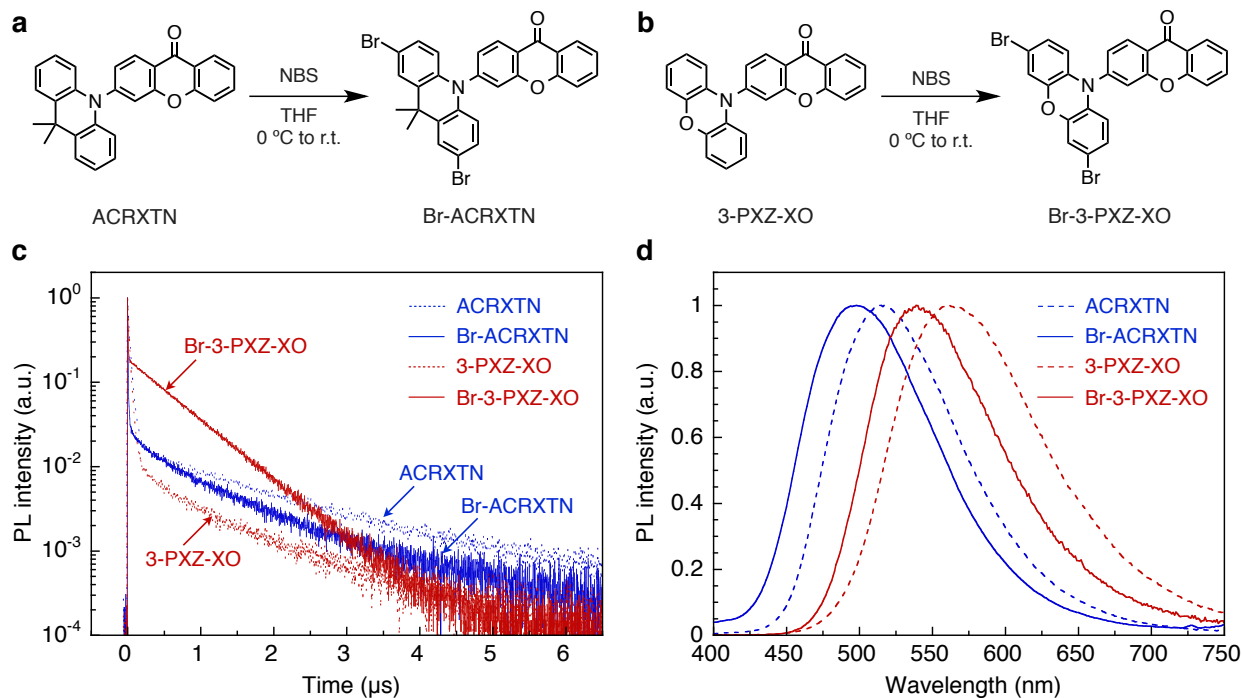 a
O
N
O
NBS
THF
0 ºC to r.t.
Br
O
N
O
Br
ACRXTN
Br-ACRXTN
b
O
N
O
O
NBS
THF
0 ºC to r.t.
Br
O
N
O
O
Br
3-PXZ-XO
Br-3-PXZ-XO
c
PL intensity (a.u.)
10⁰
10⁻¹
10⁻²
10⁻³
10⁻⁴
ACRXTN
Br-ACRXTN
3-PXZ-XO
Br-3-PXZ-XO
Br-3-PXZ-XO
ACRXTN
Br-ACRXTN
3-PXZ-XO
0 1 2 3 4 5 6
Time (µs)
d
PL intensity (a.u.)
1
0.8
0.6
0.4
0.2
0
ACRXTN
Br-ACRXTN
3-PXZ-XO
Br-3-PXZ-XO
400 450 500 550 600 650 700 750
Wavelength (nm)